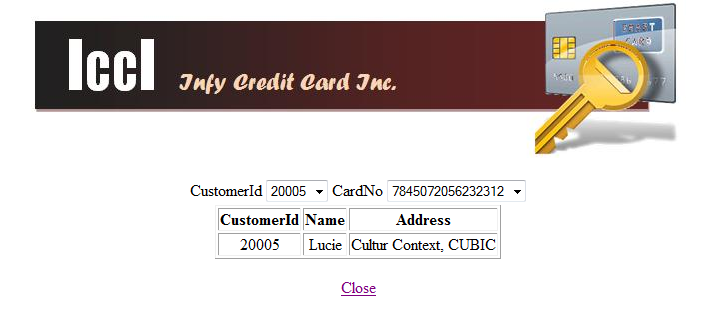 Iccl Infy Credit Card Inc.
CustomerId 20005 CardNo 7845072056232312
CustomerId Name Address
20005 Lucie Cultur Context, CUBIC
Close